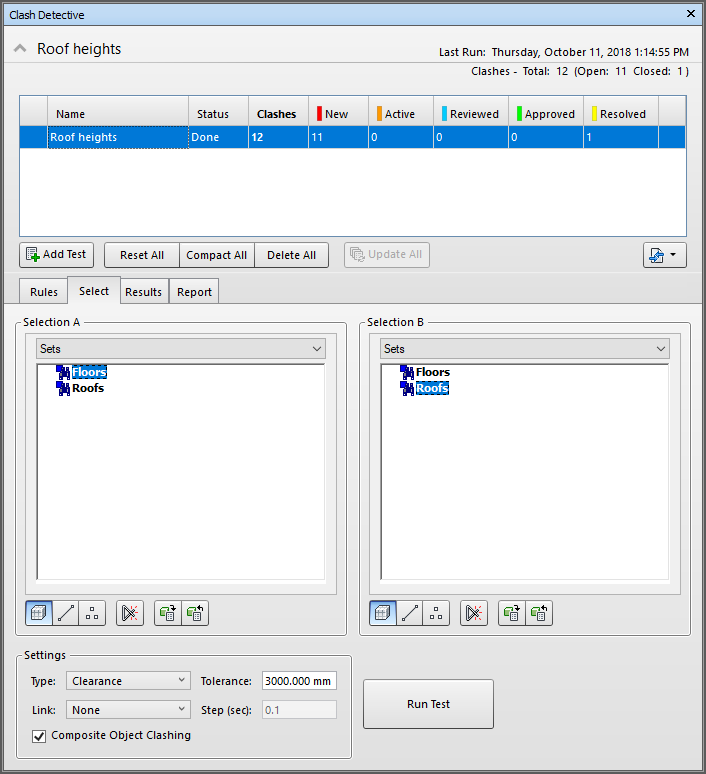 Clash Detective
Roof heights
Last Run: Thursday, October 11, 2018 1:14:55 PM
Clashes - Total: 12 (Open: 11 Closed: 1 )
Name Status Clashes New Active Reviewed Approved Resolved
Roof heights Done 12 11 0 0 0 1
Add Test Reset All Compact All Delete All Update All
Rules Select Results Report
Selection A
Sets
Floors
Roofs
Selection B
Sets
Floors
Roofs
Settings
Type: Clearance Tolerance: 3000.000 mm
Link: None Step (sec): 0.1
Composite Object Clashing
Run Test